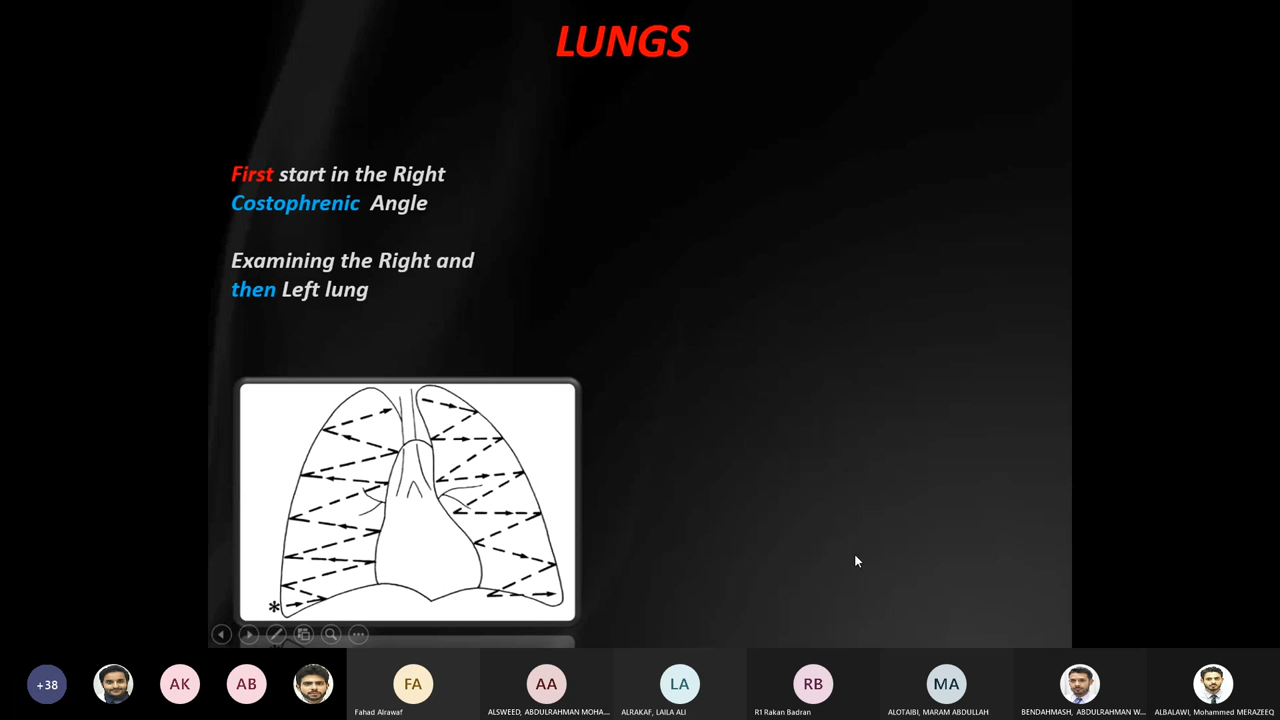 LUNGS
First start in the Right
Costophrenic Angle
Examining the Right and
then Left lung
*
+38
AK
AB
FA
AA
LA
RB
MA
Fahad Alrawaf
ALSWEED, ABDULRAHMAN MOHA...
ALRAKAF, LAILA ALI
R1 Rakan Badran
ALOTAIBI, MARAM ABDULLAH
BENDAHMASH, ABDULRAHMAN W...
ALBALAWI, Mohammed MERAZEEQ